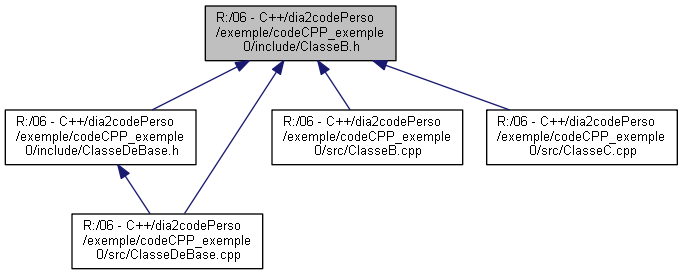 R:/06 - C++/dia2codePerso
/exemple/codeCPP_exemple
0/include/ClasseB.h
R:/06 - C++/dia2codePerso
/exemple/codeCPP_exemple
0/include/ClasseDeBase.h
R:/06 - C++/dia2codePerso
/exemple/codeCPP_exemple
0/src/ClasseB.cpp
R:/06 - C++/dia2codePerso
/exemple/codeCPP_exemple
0/src/ClasseC.cpp
R:/06 - C++/dia2codePerso
/exemple/codeCPP_exemple
0/src/ClasseDeBase.cpp